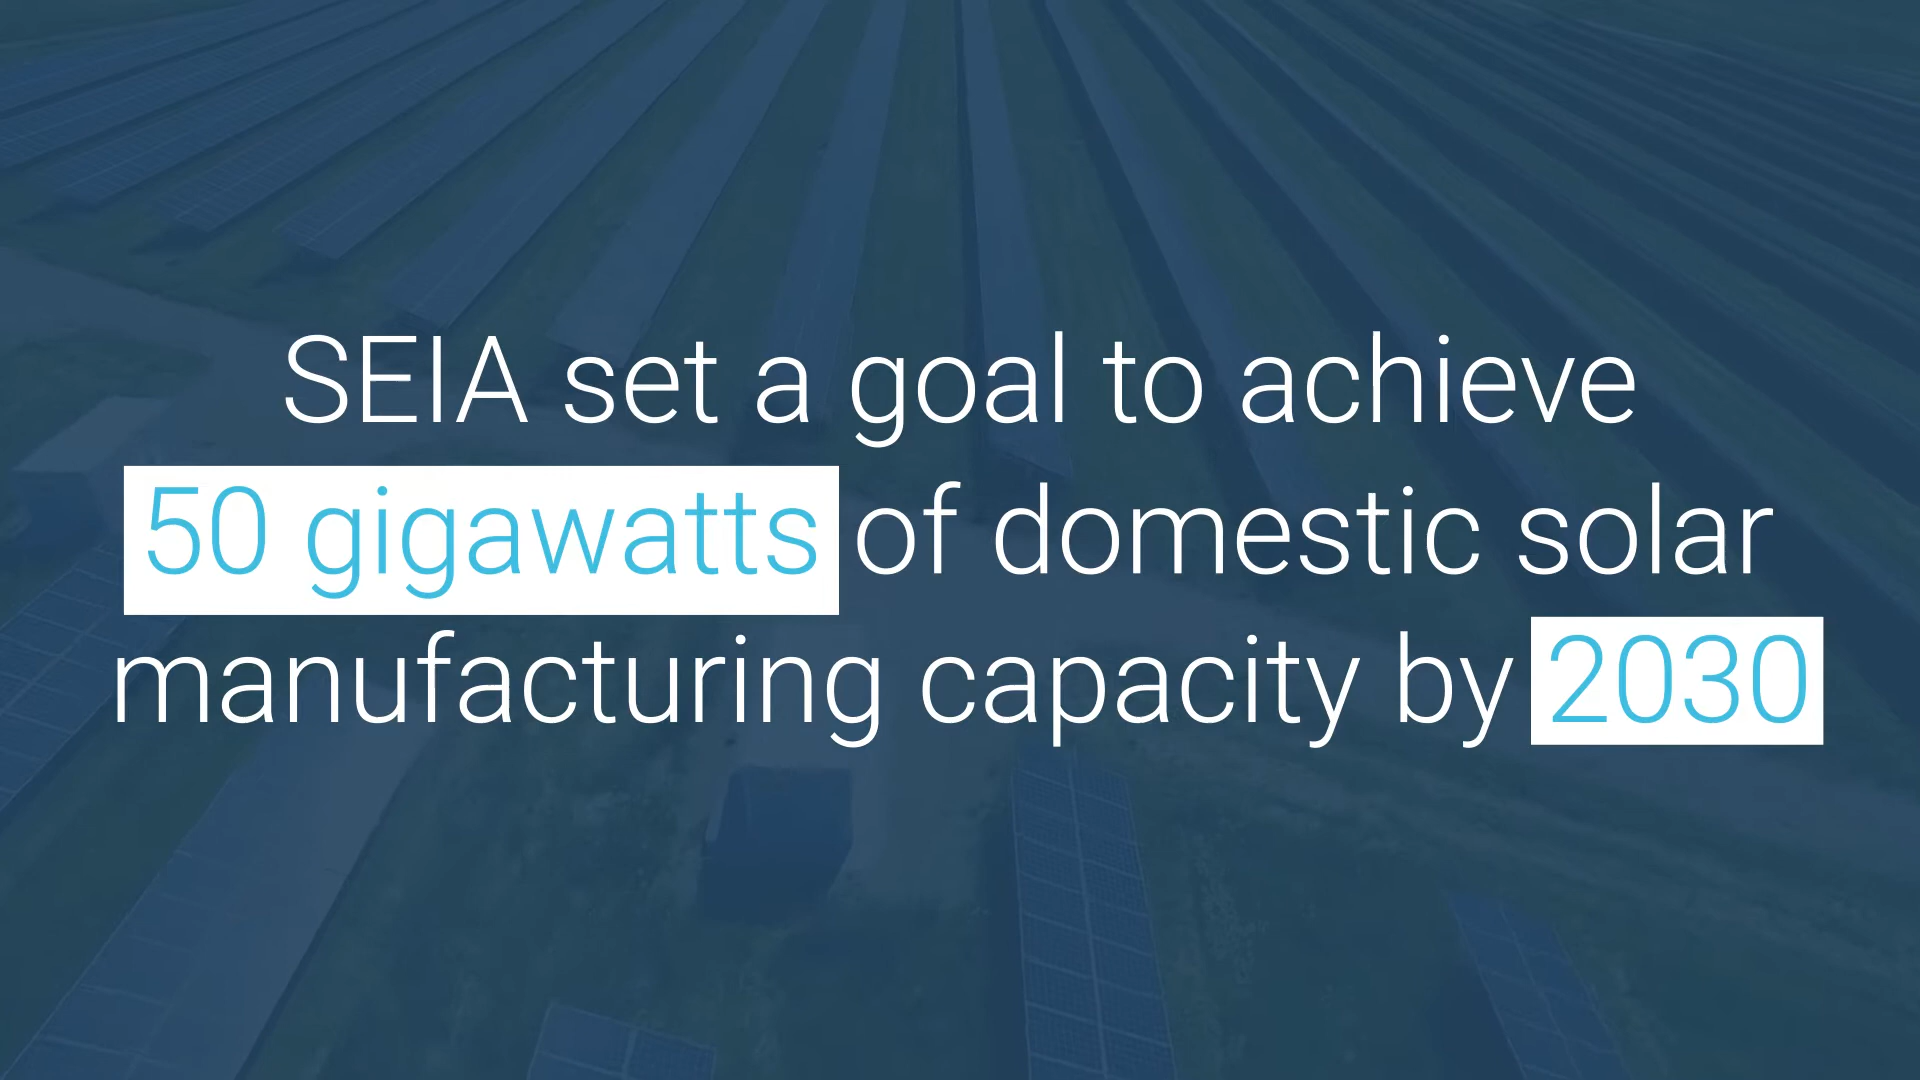 SEIA set a goal to achieve
50 gigawatts of domestic solar
manufacturing capacity by 2030